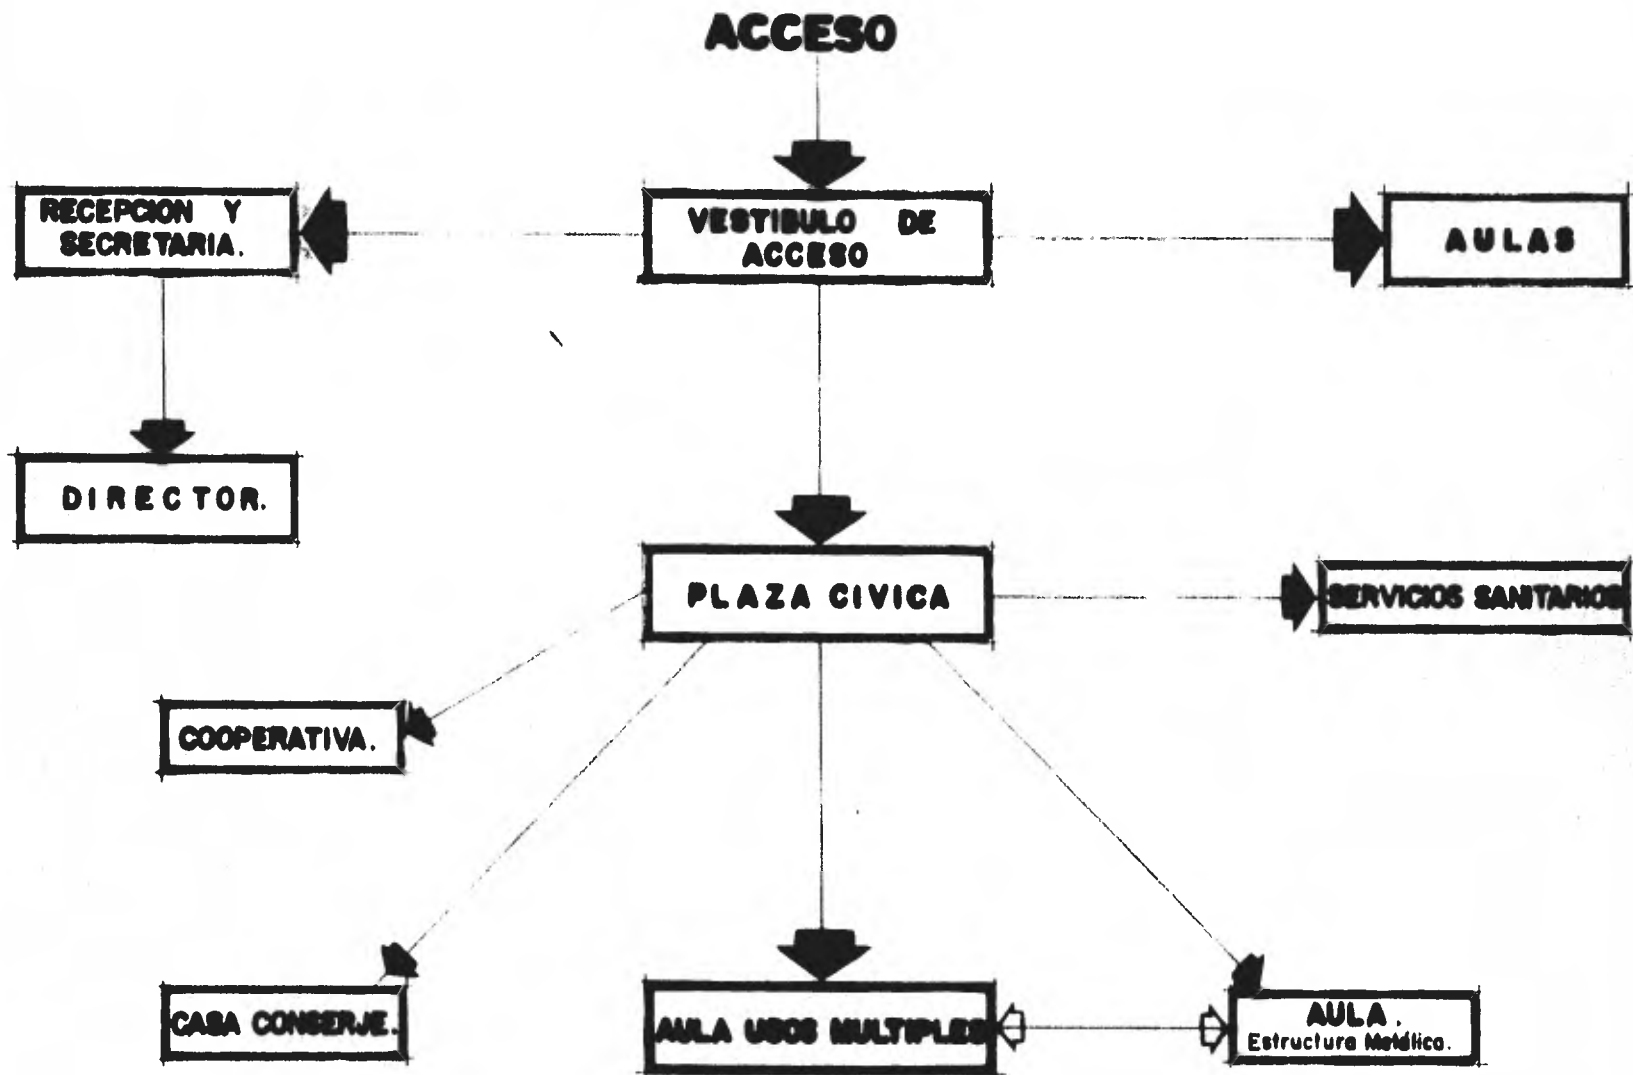 ACCESO
RECEPCION Y
SECRETARIA.
VESTIBULO DE
ACCESO
AULAS
DIRECTOR.
PLAZA CIVICA
SERVICIOS SANITARIOS
COOPERATIVA.
CASA CONSERJE.
AULA USOS MULTIPLES
AULA.
Estructura Metálica.